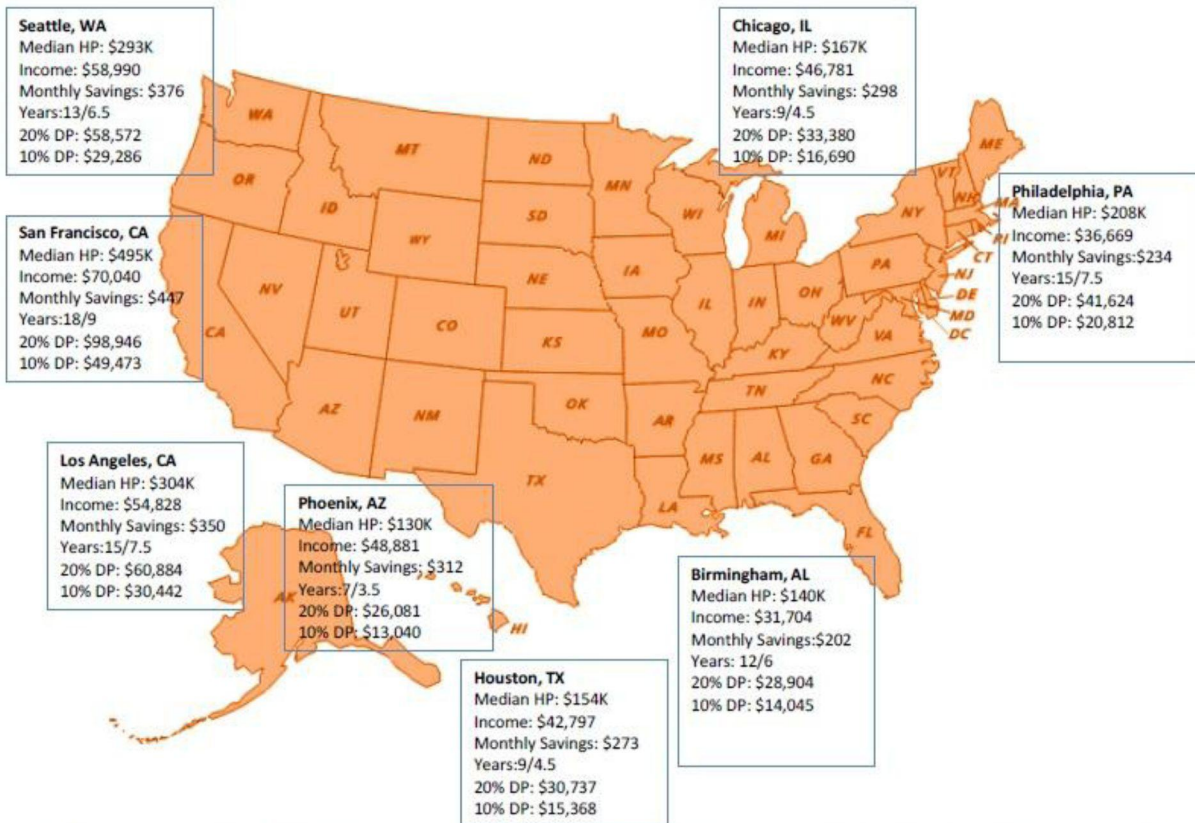 Seattle, WA
Median HP: $293K
Income: $58,990
Monthly Savings: $376
Years:13/6.5
20% DP: $58,572
10% DP: $29,286
Chicago, IL
Median HP: $167K
Income: $46,781
Monthly Savings: $298
Years:9/4.5
20% DP: $33,380
10% DP: $16,690
Philadelphia, PA
Median HP: $208K
Income: $36,669
Monthly Savings:$234
Years:15/7.5
20% DP: $41,624
10% DP: $20,812
San Francisco, CA
Median HP: $495K
Income: $70,040
Monthly Savings: $447
Years:18/9
20% DP: $98,946
10% DP: $49,473
Los Angeles, CA
Median HP: $304K
Income: $54,828
Monthly Savings: $350
Years:15/7.5
20% DP: $60,884
10% DP: $30,442
Phoenix, AZ
Median HP: $130K
Income: $48,881
Monthly Savings: $312
Years:7/3.5
20% DP: $26,081
10% DP: $13,040
Birmingham, AL
Median HP: $140K
Income: $31,704
Monthly Savings:$202
Years: 12/6
20% DP: $28,904
10% DP: $14,045
Houston, TX
Median HP: $154K
Income: $42,797
Monthly Savings: $273
Years:9/4.5
20% DP: $30,737
10% DP: $15,368
WA
MT
ND
MN
ME
VT
NH
MA
OR
ID
SD
WI
MI
NY
RI
CT
WY
IA
PA
NJ
NE
NV
UT
IL
IN
OH
DE
MD
DC
CA
CO
KS
MO
WV
VA
KY
AZ
NM
OK
AR
TN
NC
SC
TX
LA
MS
AL
GA
FL
AK
HI